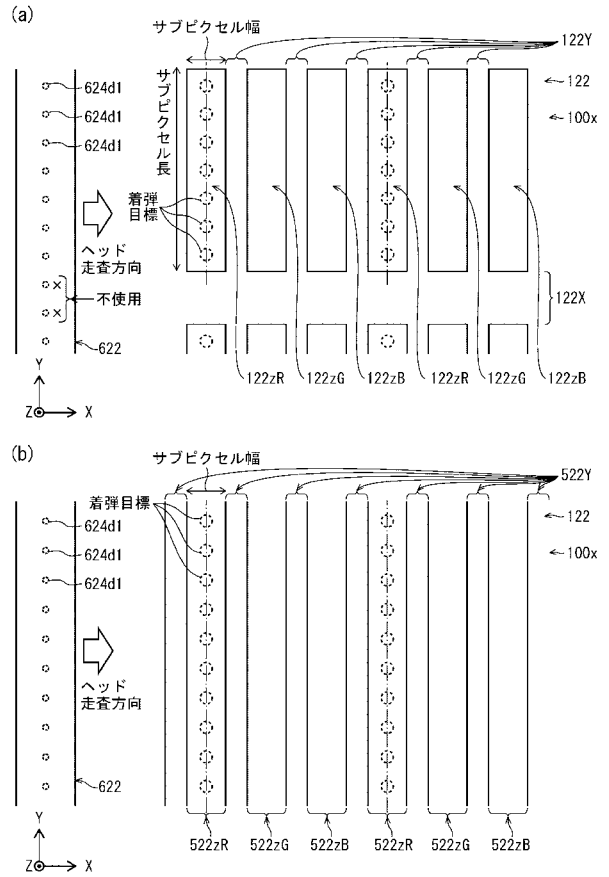 (a)
サブピクセル幅
122Y
サブピクセル長
624d1
624d1
624d1
122
100x
着弾
目標
ヘッド
走査方向
不使用
122X
622
Y
Z
X
122zR
122zG
122zB
122zR
122zG
122zB
(b)
サブピクセル幅
522Y
着弾目標
624d1
624d1
624d1
122
100x
ヘッド
走査方向
622
Y
Z
X
522zR
522zG
522zB
522zR
522zG
522zB